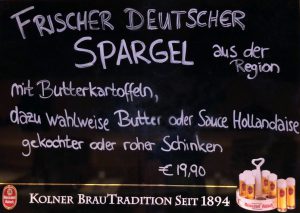 FRISCHER DEUTSCHER
SPARGEL aus der
Region
mit Butterkartoffeln,
dazu wahlweise Butter oder Sauce Hollandaise
gekochter oder roher Schinken
€ 19,90
KÖLNER BRAUTRADITION SEIT 1894